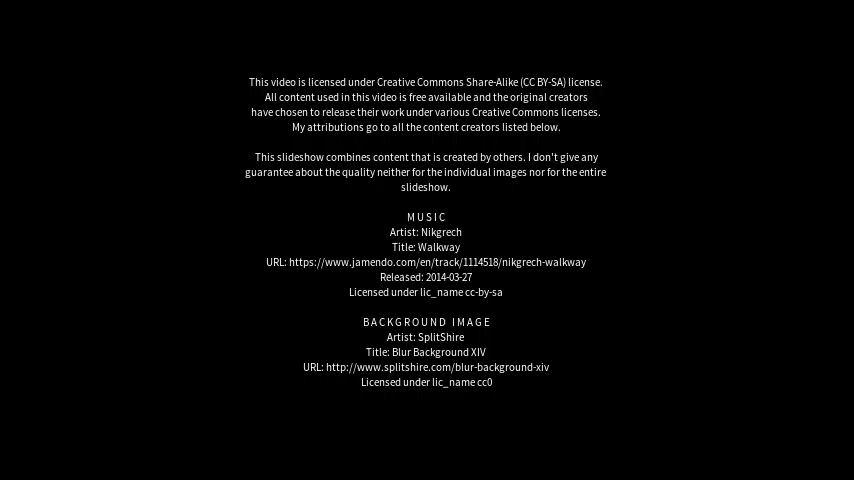 This video is licensed under Creative Commons Share-Alike (CC BY-SA) license.
All content used in this video is free available and the original creators
have chosen to release their work under various Creative Commons licenses.
My attributions go to all the content creators listed below.
This slideshow combines content that is created by others. I don't give any
guarantee about the quality neither for the individual images nor for the entire
slideshow.
MUSIC
Artist: Nikgrech
Title: Walkway
URL: https://www.jamendo.com/en/track/1114518/nikgrech-walkway
Released: 2014-03-27
Licensed under lic_name cc-by-sa
BACKGROUND IMAGE
Artist: SplitShire
Title: Blur Background XIV
URL: http://www.splitshire.com/blur-background-xiv
Licensed under lic_name cc0